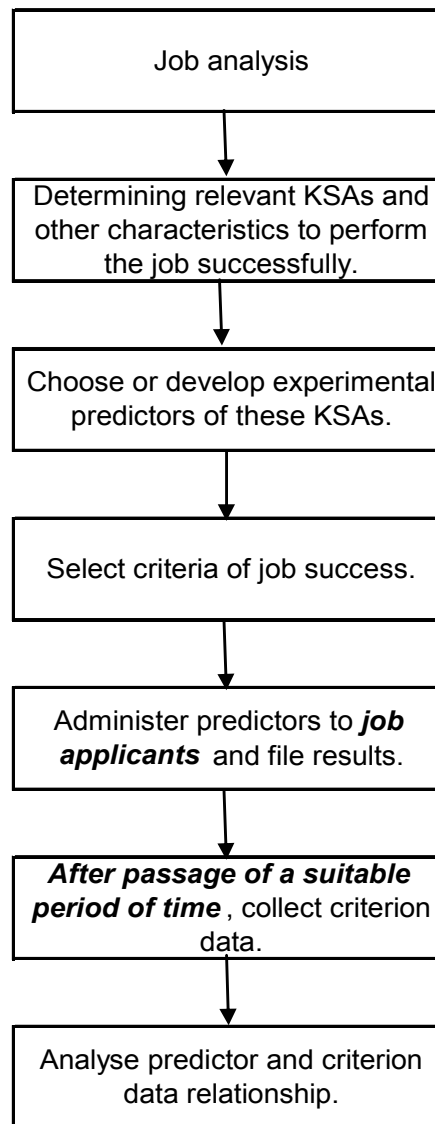 Job analysis
Determining relevant KSAs and
other characteristics to perform
the job successfully.
Choose or develop experimental
predictors of these KSAs.
Select criteria of job success.
Administer predictors to job
applicants and file results.
After passage of a suitable
period of time , collect criterion
data.
Analyse predictor and criterion
data relationship.